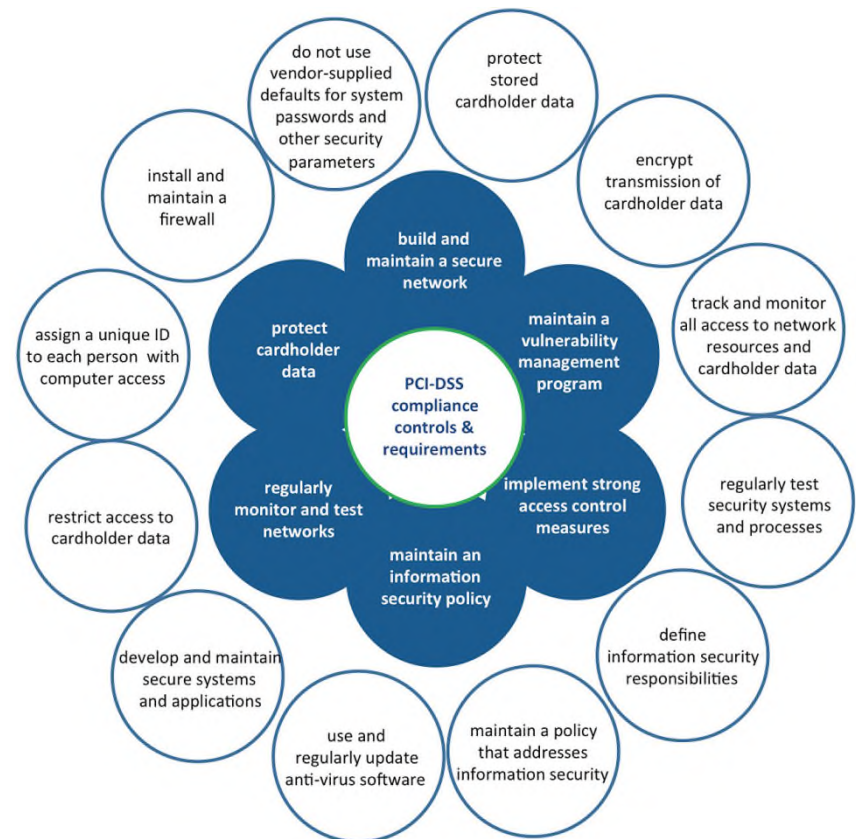 do not use
vendor-supplied
defaults for system
passwords and
other security
parameters
protect
stored
cardholder data
encrypt
transmission of
cardholder data
track and monitor
all access to network
resources and
cardholder data
regularly test
security systems
and processes
define
information security
responsibilities
maintain a policy
that addresses
information security
use and
regularly update
anti-virus software
develop and maintain
secure systems
and applications
restrict access to
cardholder data
assign a unique ID
to each person with
computer access
install and
maintain a
firewall
build and
maintain a secure
network
maintain a
vulnerability
management
program
implement strong
access control
measures
maintain an
information
security policy
regularly
monitor and test
networks
protect
cardholder
data
PCI-DSS
compliance
controls &
requirements